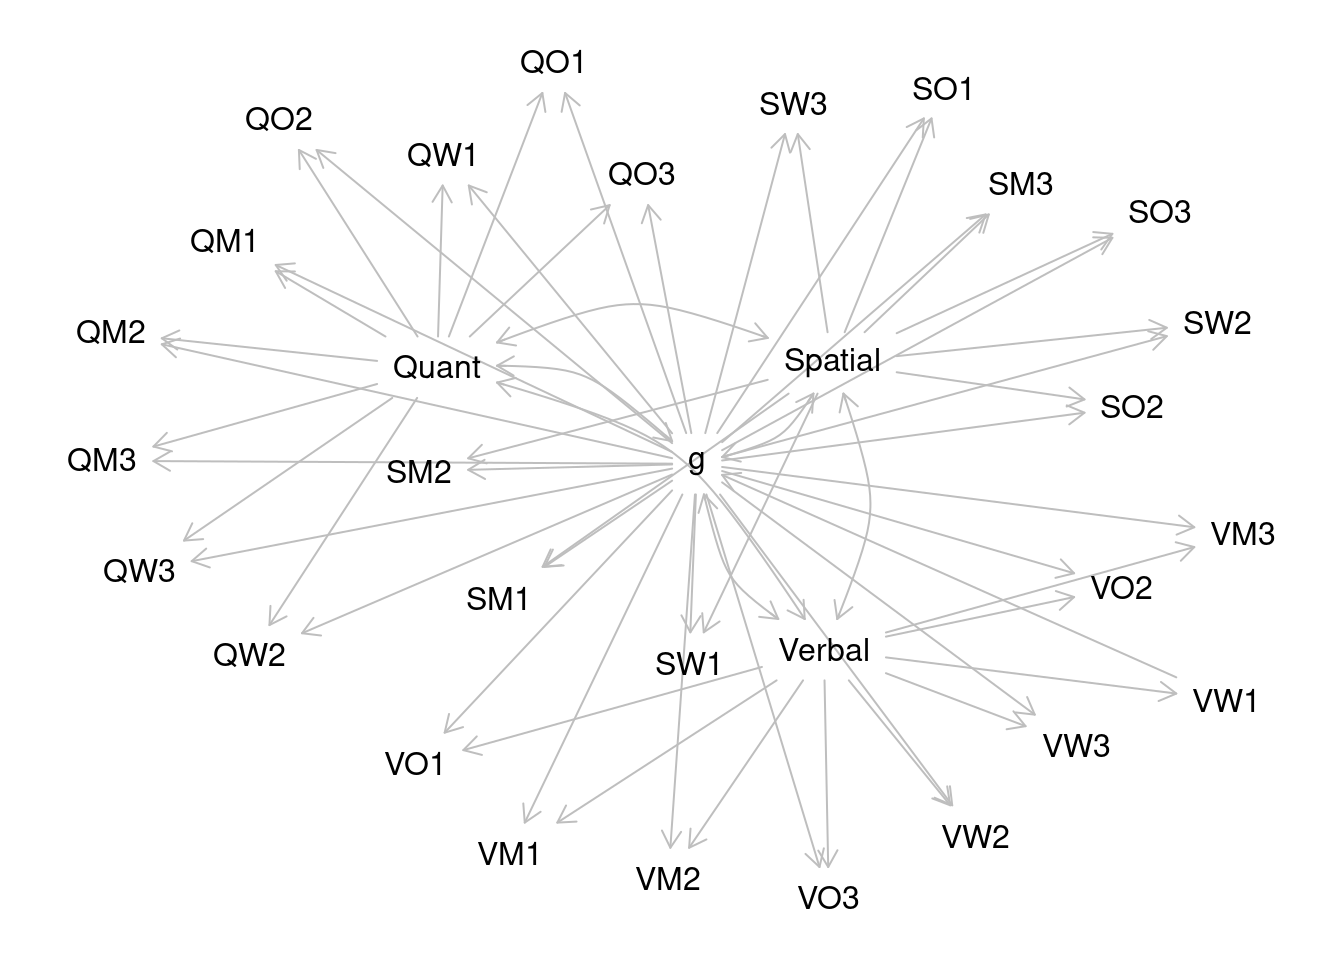 QO1
SO1
SW3
QO2
QW1
QO3
SM3
SO3
QM1
SW2
QM2
Spatial
Quant
SO2
QM3
g
SM2
VM3
QW3
VO2
SM1
Verbal
QW2
SW1
VW1
VW3
VO1
VW2
VM1
VM2
VO3